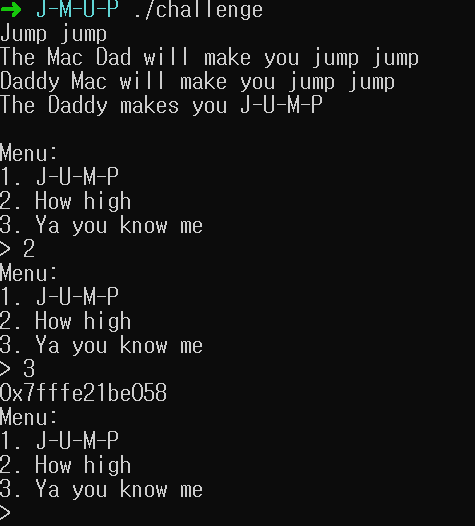 ➜ J-M-U-P ./challenge
Jump jump
The Mac Dad will make you jump jump
Daddy Mac will make you jump jump
The Daddy makes you J-U-M-P
Menu:
1. J-U-M-P
2. How high
3. Ya you know me
> 2
Menu:
1. J-U-M-P
2. How high
3. Ya you know me
> 3
0x7fffe21be058
Menu:
1. J-U-M-P
2. How high
3. Ya you know me
>